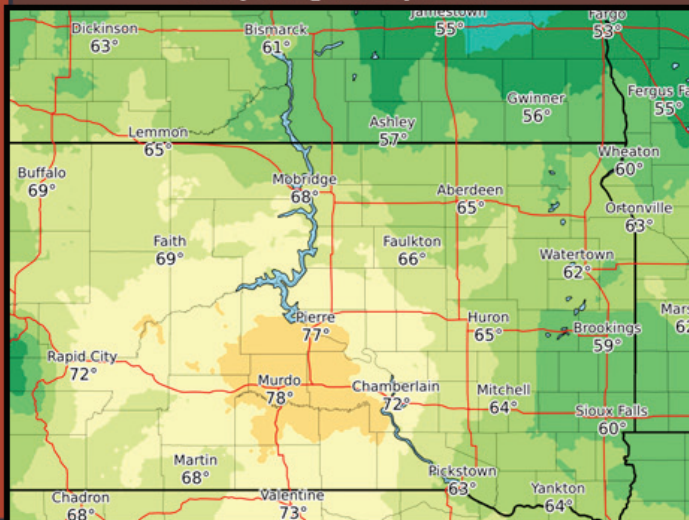 Jamestown
55°
Fargo
53°
Dickinson
63°
Bismarck
61°
Gwinner
56°
Fergus Fa
55°
Ashley
57°
Lemmon
65°
Wheaton
60°
Buffalo
69°
Mobridge
68°
Aberdeen
65°
Ortonville
63°
Faith
69°
Faulkton
66°
Watertown
62°
Pierre
77°
Huron
65°
Brookings
59°
Mars
62
Rapid City
72°
Murdo
78°
Chamberlain
72°
Mitchell
64°
Sioux Falls
60°
Martin
68°
Pickstown
63°
Yankton
64°
Chadron
68°
Valentine
73°